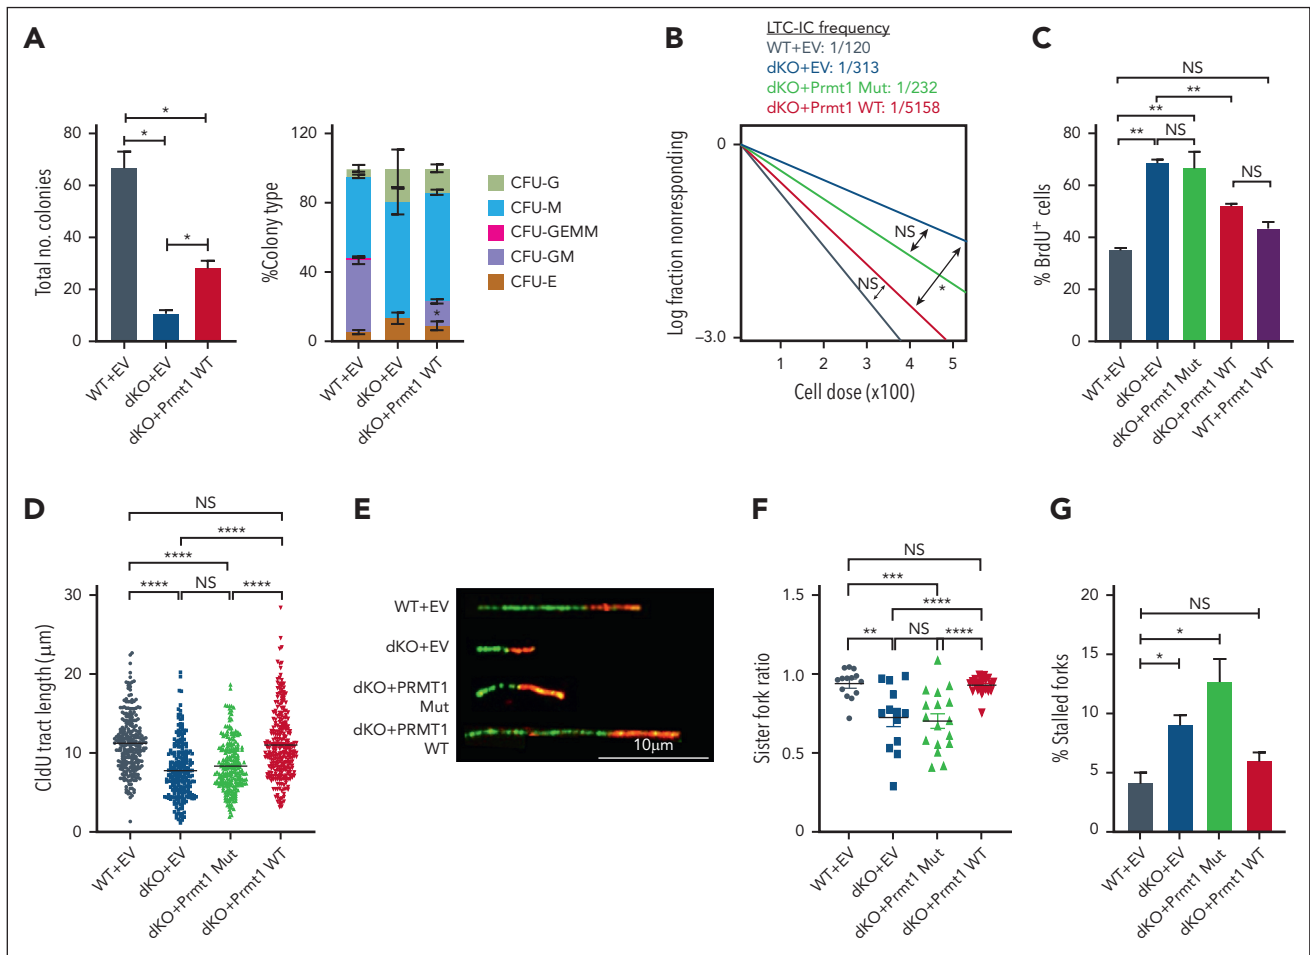 A
Total no. colonies
80
60
40
20
0
*
*
*
WT+EV
dKO+EV
dKO+Prmt1 WT
%Colony type
120
80
40
0
*
WT+EV
dKO+EV
dKO+Prmt1 WT
CFU-G
CFU-M
CFU-GEMM
CFU-GM
CFU-E
B
LTC-IC frequency
WT+EV: 1/120
dKO+EV: 1/313
dKO+Prmt1 Mut: 1/232
dKO+Prmt1 WT: 1/5158
Log fraction nonresponding
0
–3.0
NS
NS
*
1 2 3 4 5
Cell dose (x100)
C
% BrdU+ cells
80
60
40
20
0
NS
**
**
**
NS
NS
WT+EV
dKO+EV
dKO+Prmt1 Mut
dKO+Prmt1 WT
WT+Prmt1 WT
D
CldU tract length (µm)
30
20
10
0
NS
****
****
****
NS
****
WT+EV
dKO+EV
dKO+Prmt1 Mut
dKO+Prmt1 WT
E
WT+EV
dKO+EV
dKO+PRMT1
Mut
dKO+PRMT1
WT
10µm
F
Sister fork ratio
1.5
1.0
0.5
0
NS
***
****
**
NS
****
WT+EV
dKO+EV
dKO+Prmt1 Mut
dKO+Prmt1 WT
G
% Stalled forks
20
15
10
5
0
NS
*
*
WT+EV
dKO+EV
dKO+Prmt1 Mut
dKO+Prmt1 WT